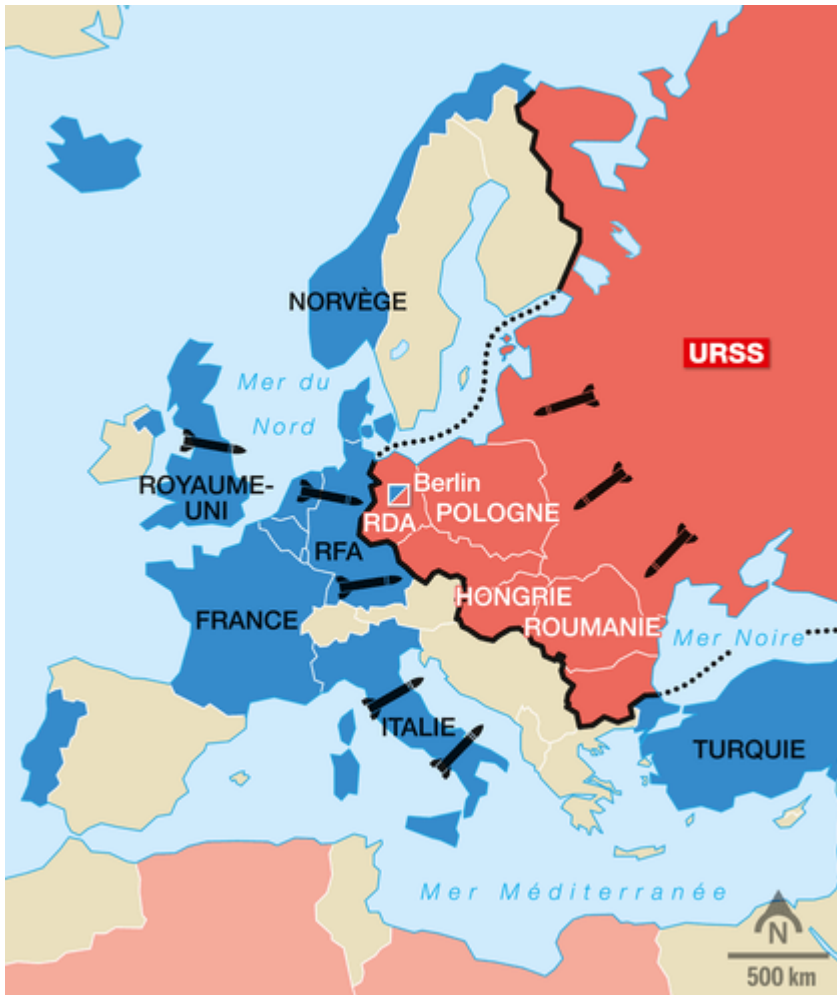 NORVÈGE
URSS
Mer du
Nord
ROYAUME-
UNI
Berlin
POLOGNE
RDA
RFA
HONGRIE
FRANCE
ROUMANIE
Mer Noire
ITALIE
TURQUIE
Mer Méditerranée
N
500 km